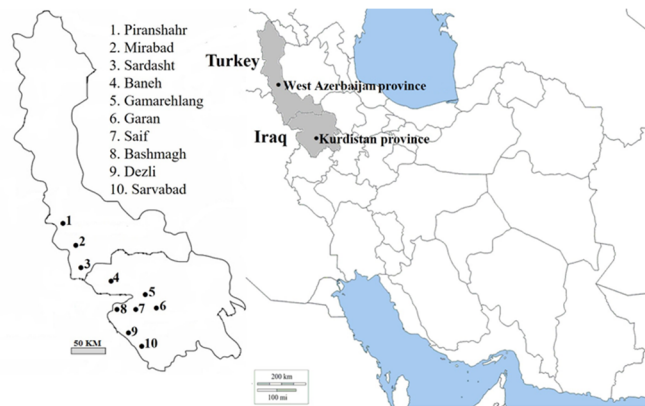 1. Piranshahr
2. Mirabad
3. Sardasht
4. Baneh
5. Gamarehlang
6. Garan
7. Saif
8. Bashmagh
9. Dezli
10. Sarvabad
1
2
3
4
5
6
7
8
9
10
50 KM
Turkey
West Azerbaijan province
Iraq
Kurdistan province
200 km
100 mi